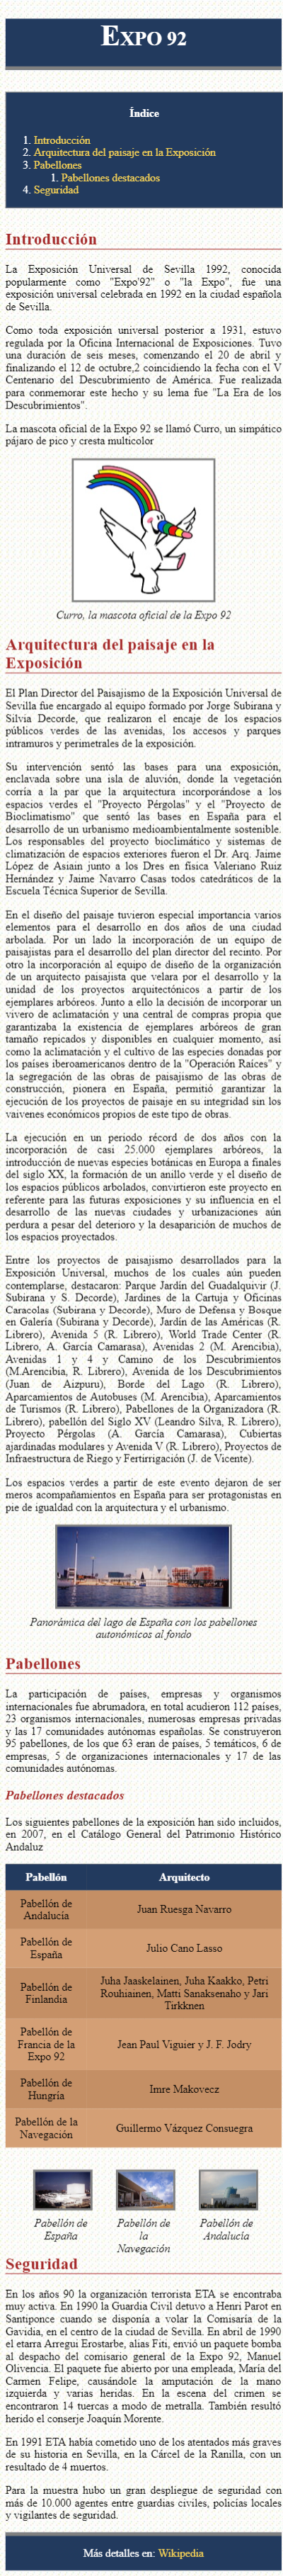 Expo 92
Índice
1. Introducción
2. Arquitectura del paisaje en la Exposición
3. Pabellones
1. Pabellones destacados
4. Seguridad
Introducción
La Exposición Universal de Sevilla 1992, conocida
popularmente como "Expo'92" o "la Expo", fue una
exposición universal celebrada en 1992 en la ciudad española
de Sevilla.
Como toda exposición universal posterior a 1931, estuvo
regulada por la Oficina Internacional de Exposiciones. Tuvo
una duración de seis meses, comenzando el 20 de abril y
finalizando el 12 de octubre,2 coincidiendo la fecha con el V
Centenario del Descubrimiento de América. Fue realizada
para conmemorar este hecho y su lema fue "La Era de los
Descubrimientos".
La mascota oficial de la Expo 92 se llamó Curro, un simpático
pájaro de pico y cresta multicolor
Curro, la mascota oficial de la Expo 92
Arquitectura del paisaje en la
Exposición
El Plan Director del Paisajismo de la Exposición Universal de
Sevilla fue encargado al equipo formado por Jorge Subirana y
Silvia Decorde, que realizaron el encaje de los espacios
públicos verdes de las avenidas, los accesos y parques
intramuros y perimetrales de la exposición.
Su intervención sentó las bases para una exposición,
enclavada sobre una isla de aluvión, donde la vegetación
corría a la par que la arquitectura incorporándose a los
espacios verdes el "Proyecto Pérgolas" y el "Proyecto de
Bioclimatismo" que sentó las bases en España para el
desarrollo de un urbanismo medioambientalmente sostenible.
Los responsables del proyecto bioclimático y sistemas de
climatización de espacios exteriores fueron el Dr. Arq. Jaime
López de Asiain junto a los Dres en física Valeriano Ruiz
Hernández y Jaime Navarro Casas todos catedráticos de la
Escuela Técnica Superior de Sevilla.
En el diseño del paisaje tuvieron especial importancia varios
elementos para el desarrollo en dos años de una ciudad
arbolada. Por un lado la incorporación de un equipo de
paisajistas para el desarrollo del plan director del recinto. Por
otro la incorporación al equipo de diseño de la organización
de un arquitecto paisajista que velara por el desarrollo y la
unidad de los proyectos arquitectónicos a partir de los
ejemplares arbóreos. Junto a ello la decisión de incorporar un
vivero de aclimatación y una central de compras propia que
garantizaba la existencia de ejemplares arbóreos de gran
tamaño repicados y disponibles en cualquier momento, así
como la aclimatación y el cultivo de las especies donadas por
los países iberoamericanos dentro de la "Operación Raíces" y
la segregación de las obras de paisajismo de las obras de
construcción, pionera en España, permitió garantizar la
ejecución de los proyectos de paisaje en su integridad sin los
vaivenes económicos propios de este tipo de obras.
La ejecución en un periodo récord de dos años con la
incorporación de casi 25.000 ejemplares arbóreos, la
introducción de nuevas especies botánicas en Europa a finales
del siglo XX, la formación de un anillo verde y el diseño de
los espacios públicos arbolados, convirtieron este proyecto en
referente para las futuras exposiciones y su influencia en el
desarrollo de las nuevas ciudades y urbanizaciones aún
perdura a pesar del deterioro y la desaparición de muchos de
los espacios proyectados.
Entre los proyectos de paisajismo desarrollados para la
Exposición Universal, muchos de los cuales aún pueden
contemplarse, destacaron: Parque Jardín del Guadalquivir (J.
Subirana y S. Decorde), Jardines de la Cartuja y Oficinas
Caracolas (Subirana y Decorde), Muro de Defensa y Bosque
en Galería (Subirana y Decorde), Jardín de las Américas (R.
Librero), Avenida 5 (R. Librero), World Trade Center (R.
Librero, A. García Camarasa), Avenidas 2 (M. Arencibia),
Avenidas 1 y 4 y Camino de los Descubrimientos
(M.Arencibia, R. Librero), Avenida de los Descubrimientos
(Juan de Aizpuru), Borde del Lago (R. Librero),
Aparcamientos de Autobuses (M. Arencibia), Aparcamientos
de Turismos (R. Librero), Pabellones de la Organizadora (R.
Librero), pabellón del Siglo XV (Leandro Silva, R. Librero),
Proyecto Pérgolas (A. García Camarasa), Cubiertas
ajardinadas modulares y Avenida V (R. Librero), Proyectos de
Infraestructura de Riego y Fertirrigación (J. de Vicente).
Los espacios verdes a partir de este evento dejaron de ser
meros acompañamientos en España para ser protagonistas en
pie de igualdad con la arquitectura y el urbanismo.
Panorámica del lago de España con los pabellones
autonómicos al fondo
Pabellones
La participación de países, empresas y organismos
internacionales fue abrumadora, en total acudieron 112 países,
23 organismos internacionales, numerosas empresas privadas
y las 17 comunidades autónomas españolas. Se construyeron
95 pabellones, de los que 63 eran de países, 5 temáticos, 6 de
empresas, 5 de organizaciones internacionales y 17 de las
comunidades autónomas.
Pabellones destacados
Los siguientes pabellones de la exposición han sido incluidos,
en 2007, en el Catálogo General del Patrimonio Histórico
Andaluz
Pabellón Arquitecto
Pabellón de
Andalucía
Juan Ruesga Navarro
Pabellón de
España
Julio Cano Lasso
Pabellón de
Finlandia
Juha Jaaskelainen, Juha Kaakko, Petri
Rouhiainen, Matti Sanaksenaho y Jari
Tirkknen
Pabellón de
Francia de la
Expo 92
Jean Paul Viguier y J. F. Jodry
Pabellón de
Hungría
Imre Makovecz
Pabellón de la
Navegación
Guillermo Vázquez Consuegra
Pabellón de
España
Pabellón de
la
Navegación
Pabellón de
Andalucía
Seguridad
En los años 90 la organización terrorista ETA se encontraba
muy activa. En 1990 la Guardia Civil detuvo a Henri Parot en
Santiponce cuando se disponía a volar la Comisaría de la
Gavidia, en el centro de la ciudad de Sevilla. En abril de 1990
el etarra Arregui Erostarbe, alias Fiti, envió un paquete bomba
al despacho del comisario general de la Expo 92, Manuel
Olivencia. El paquete fue abierto por una empleada, María del
Carmen Felipe, causándole la amputación de la mano
izquierda y varias heridas. En la escena del crimen se
encontraron 14 tuercas a modo de metralla. También resultó
herido el conserje Joaquín Morente.
En 1991 ETA había cometido uno de los atentados más graves
de su historia en Sevilla, en la Cárcel de la Ranilla, con un
resultado de 4 muertos.
Para la muestra hubo un gran despliegue de seguridad con
más de 10.000 agentes entre guardias civiles, policías locales
y vigilantes de seguridad.
Más detalles en: Wikipedia